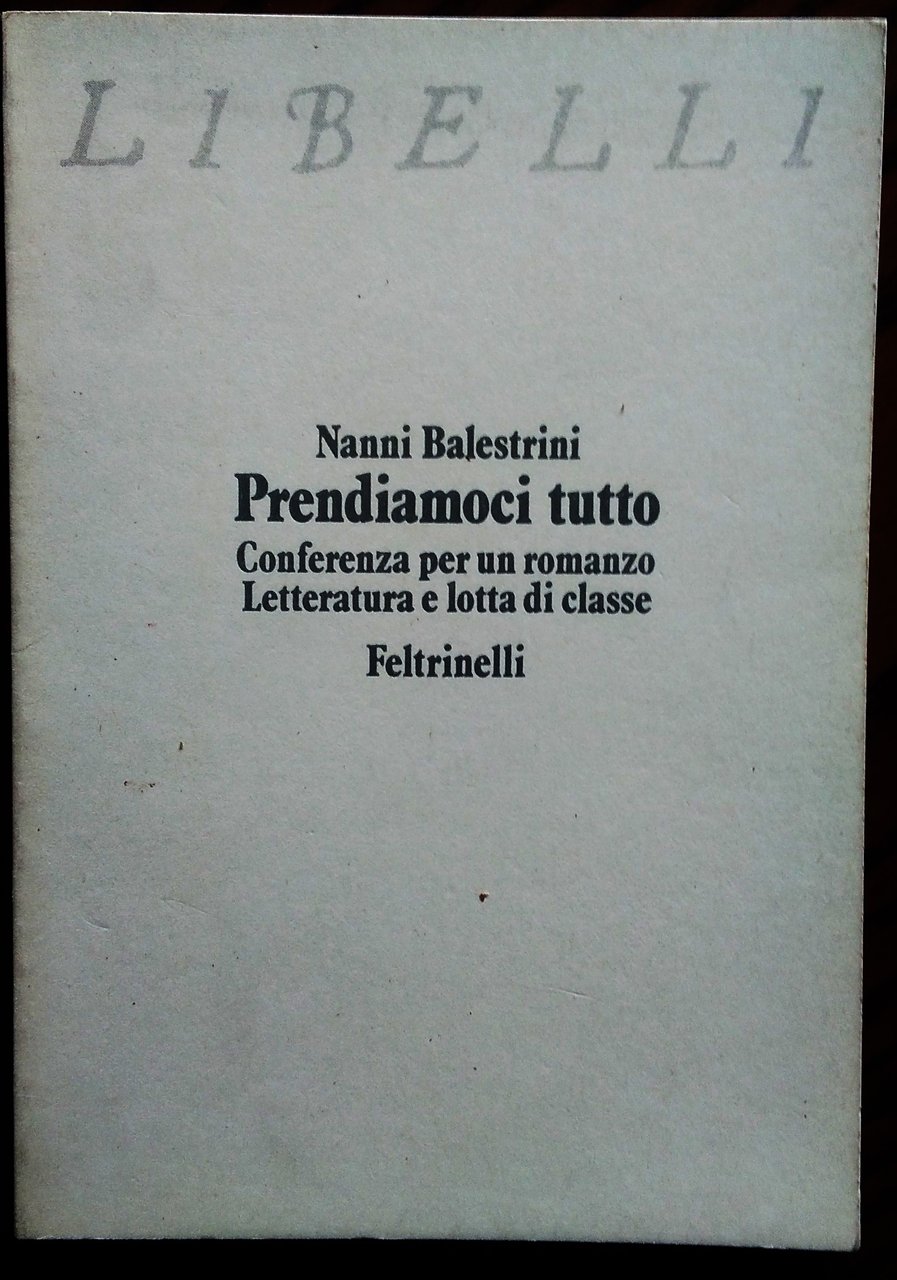 LIBELLI
Nanni Balestrini
Prendiamoci tutto
Conferenza per un romanzo
Letteratura e lotta di classe
Feltrinelli